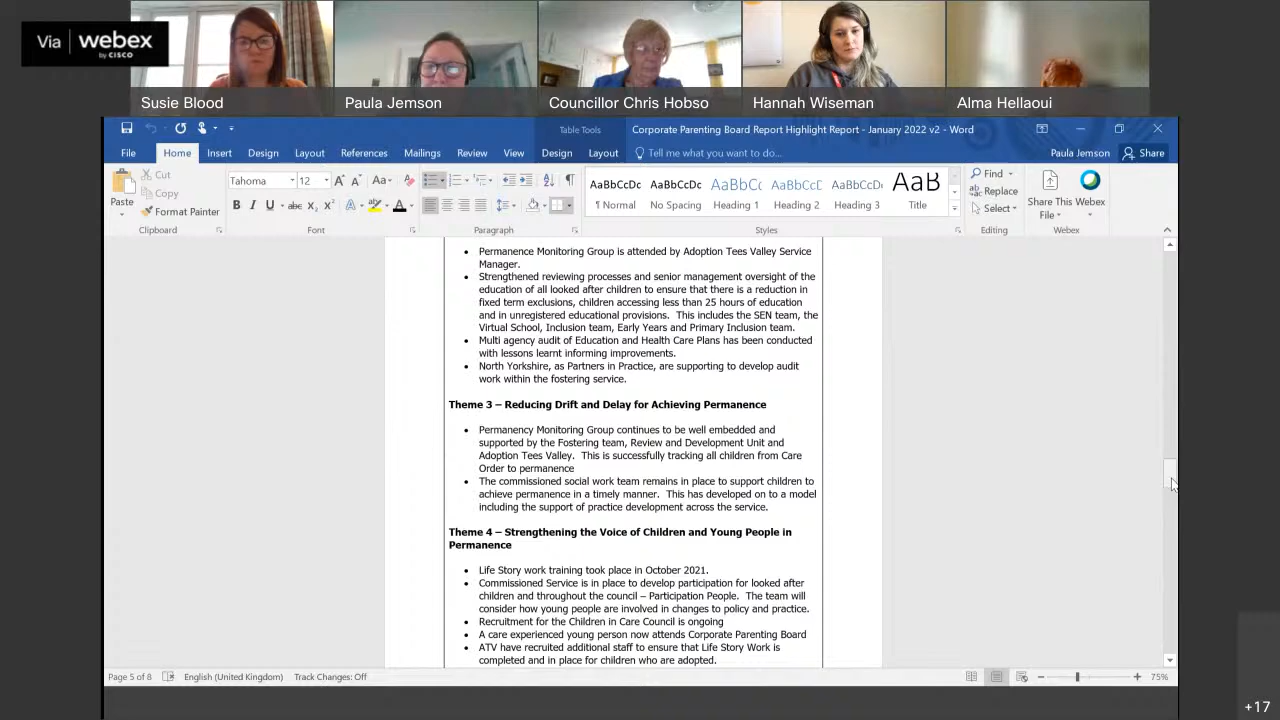 Via webex
by CISCO
Susie Blood
Paula Jemson
Councillor Chris Hobso
Hannah Wiseman
Alma Hellaoui
Table Tools
Corporate Parenting Board Report Highlight Report - January 2022 v2 - Word
File Home Insert Design Layout References Mailings Review View Design Layout Tell me what you want to do... Paula Jemson Share
Paste
Cut
Copy
Format Painter
Clipboard
Tahoma 12
Font
Paragraph
AaBbCcDc AaBbCcDc AaBbC( AaBbCcD AaBbCcD( AaB
¶ Normal No Spacing Heading 1 Heading 2 Heading 3 Title
Styles
Find
Replace
Select
Editing
Share This File
Webex
Webex
• Permanence Monitoring Group is attended by Adoption Tees Valley Service
Manager.
• Strengthened reviewing processes and senior management oversight of the
education of all looked after children to ensure that there is a reduction in
fixed term exclusions, children accessing less than 25 hours of education
and in unregistered educational provisions. This includes the SEN team, the
Virtual School, Inclusion team, Early Years and Primary Inclusion team.
• Multi agency audit of Education and Health Care Plans has been conducted
with lessons learnt informing improvements.
• North Yorkshire, as Partners in Practice, are supporting to develop audit
work within the fostering service.
Theme 3 – Reducing Drift and Delay for Achieving Permanence
• Permanency Monitoring Group continues to be well embedded and
supported by the Fostering team, Review and Development Unit and
Adoption Tees Valley. This is successfully tracking all children from Care
Order to permanence
• The commissioned social work team remains in place to support children to
achieve permanence in a timely manner. This has developed on to a model
including the support of practice development across the service.
Theme 4 – Strengthening the Voice of Children and Young People in
Permanence
• Life Story work training took place in October 2021.
• Commissioned Service is in place to develop participation for looked after
children and throughout the council – Participation People. The team will
consider how young people are involved in changes to policy and practice.
• Recruitment for the Children in Care Council is ongoing
• A care experienced young person now attends Corporate Parenting Board
• ATV have recruited additional staff to ensure that Life Story Work is
completed and in place for children who are adopted.
Page 5 of 8 English (United Kingdom) Track Changes: Off 75%
+17